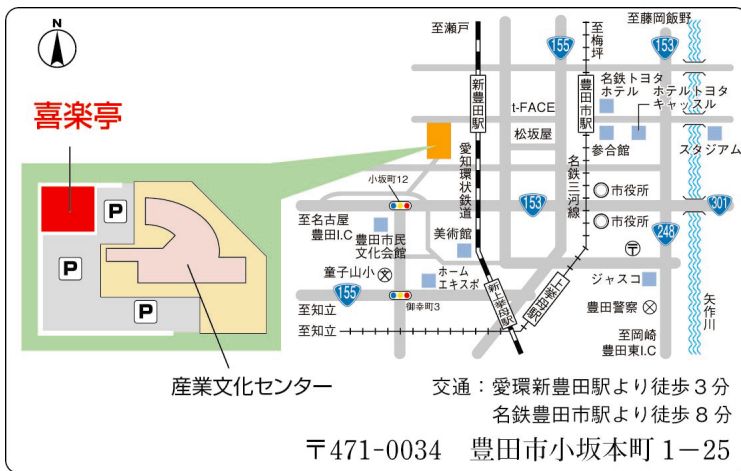 N
喜楽亭
P
P
P
産業文化センター
至瀬戸
至梅坪
至藤岡飯野
155
153
新豊田駅
豊田市駅
名鉄トヨタ
ホテル
ホテルトヨタ
キャッスル
t-FACE
松坂屋
参合館
スタジアム
愛知環状鉄道
名鉄三河線
小坂町12
153
市役所
市役所
301
248
至名古屋
豊田I.C
豊田市民
文化会館
美術館
童子山小
文
ホーム
エキスポ
〒
ジャスコ
155
御幸町3
新上挙母駅
上挙母駅
豊田警察
矢作川
至知立
至知立
至岡崎
豊田東I.C
交通：愛環新豊田駅より徒歩３分
名鉄豊田市駅より徒歩８分
〒471-0034　豊田市小坂本町１−25